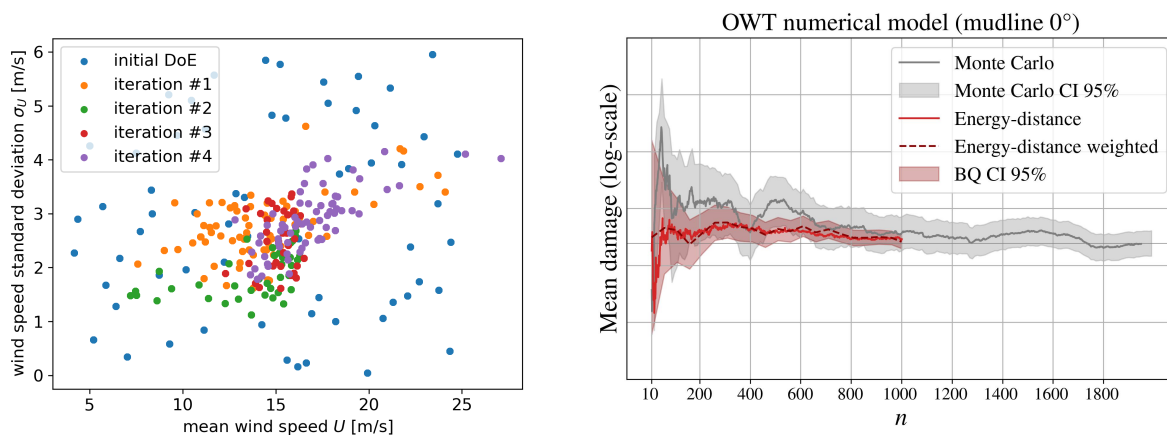 wind speed standard deviation σ_U [m/s]
6
5
4
3
2
1
0
initial DoE
iteration #1
iteration #2
iteration #3
iteration #4
5
10
15
20
25
mean wind speed U [m/s]
OWT numerical model (mudline 0°)
Mean damage (log-scale)
Monte Carlo
Monte Carlo CI 95%
Energy-distance
Energy-distance weighted
BQ CI 95%
10
200
400
600
800
1000
1200
1400
1600
1800
n